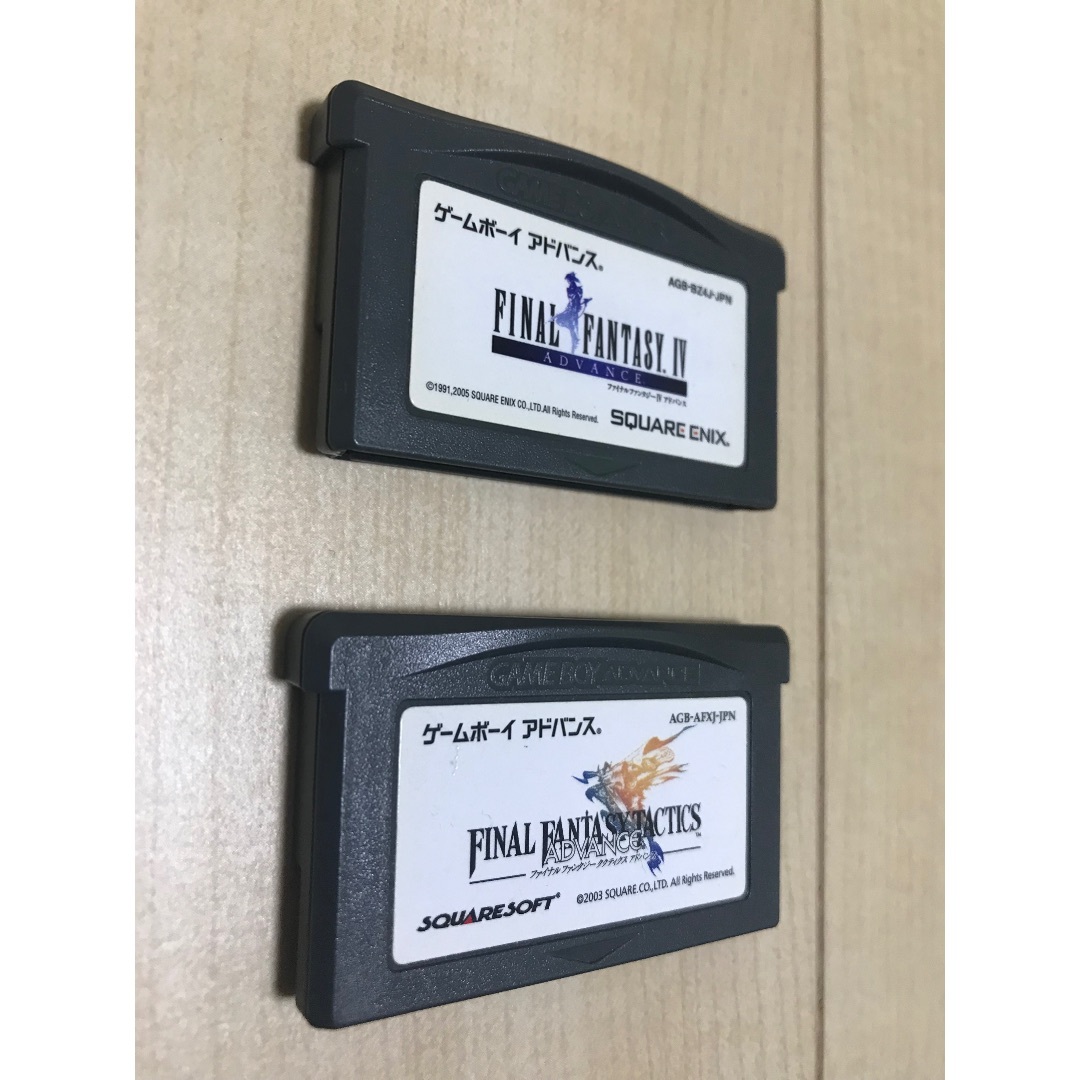 GAME
ゲームボーイ アドバンス®
AGB-BZ4J-JPN
FINAL FANTASY. IV
ADVANCE
ファイナルファンタジーIV アドバンス
©1991,2005 SQUARE ENIX CO.,LTD.All Rights Reserved.
SQUARE ENIX®
GAME BOY ADVANCE
ゲームボーイ アドバンス®
AGB-AFXJ-JPN
FINAL FANTASY TACTICS™
ADVANCE
ファイナルファンタジータクティクス アドバンス
SQUARESOFT®
©2003 SQUARE.CO.,LTD. All Rights Reserved.